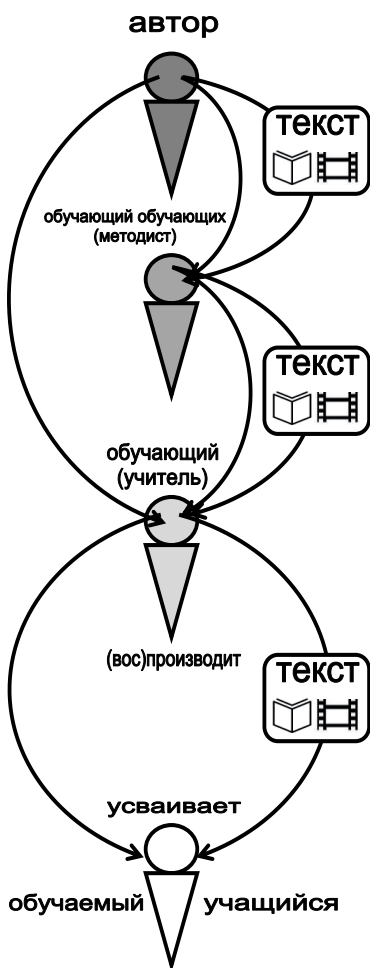 автор
текст
обучающий обучающих
(методист)
текст
обучающий
(учитель)
(вос)производит
текст
усваивает
обучаемый учащийся